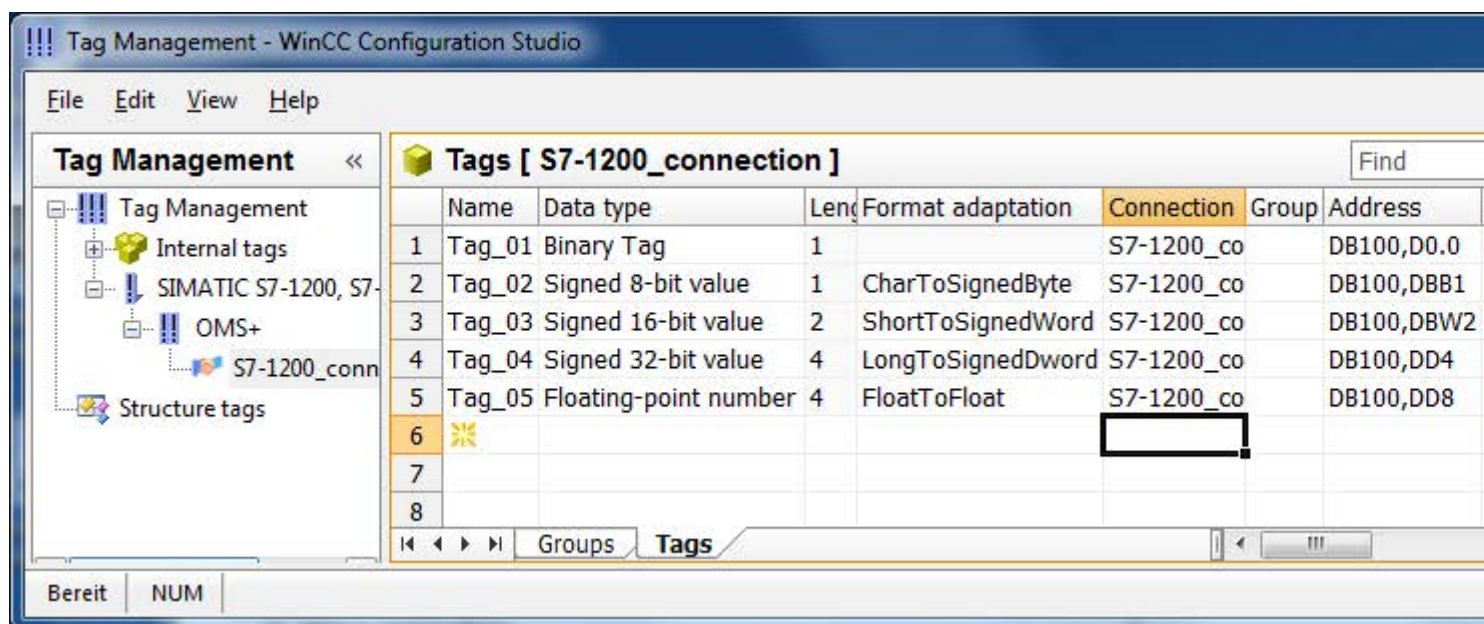 Tag Management - WinCC Configuration Studio
File Edit View Help
Tag Management «
Tag Management
Internal tags
SIMATIC S7-1200, S7-
OMS+
S7-1200_conn
Structure tags
Tags [ S7-1200_connection ] Find
Name Data type Leng Format adaptation Connection Group Address
1 Tag_01 Binary Tag 1 S7-1200_co DB100,D0.0
2 Tag_02 Signed 8-bit value 1 CharToSignedByte S7-1200_co DB100,DBB1
3 Tag_03 Signed 16-bit value 2 ShortToSignedWord S7-1200_co DB100,DBW2
4 Tag_04 Signed 32-bit value 4 LongToSignedDword S7-1200_co DB100,DD4
5 Tag_05 Floating-point number 4 FloatToFloat S7-1200_co DB100,DD8
6
7
8
Groups Tags
Bereit NUM